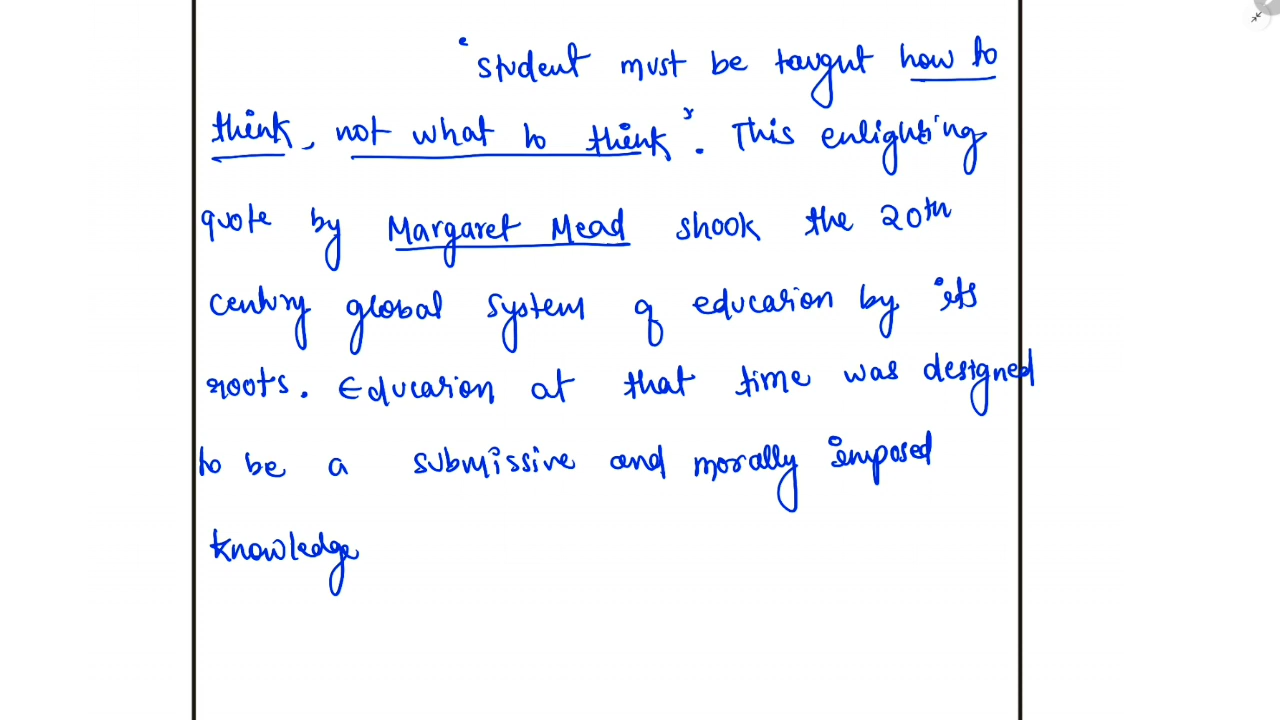 "student must be taught how to
think, not what to think". This enlighting
quote by Margaret Mead shook the 20th
century global system of education by its
roots. Education at that time was designed
to be a submissive and morally imposed
knowledge